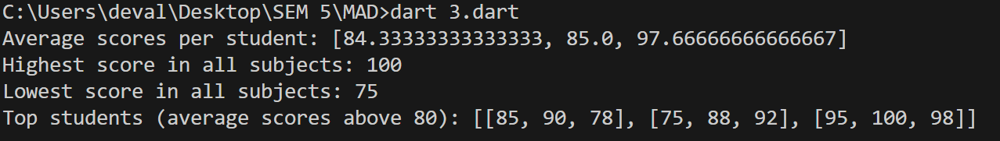 C:\Users\deval\Desktop\SEM 5\MAD>dart 3.dart
Average scores per student: [84.33333333333333, 85.0, 97.66666666666667]
Highest score in all subjects: 100
Lowest score in all subjects: 75
Top students (average scores above 80): [[85, 90, 78], [75, 88, 92], [95, 100, 98]]